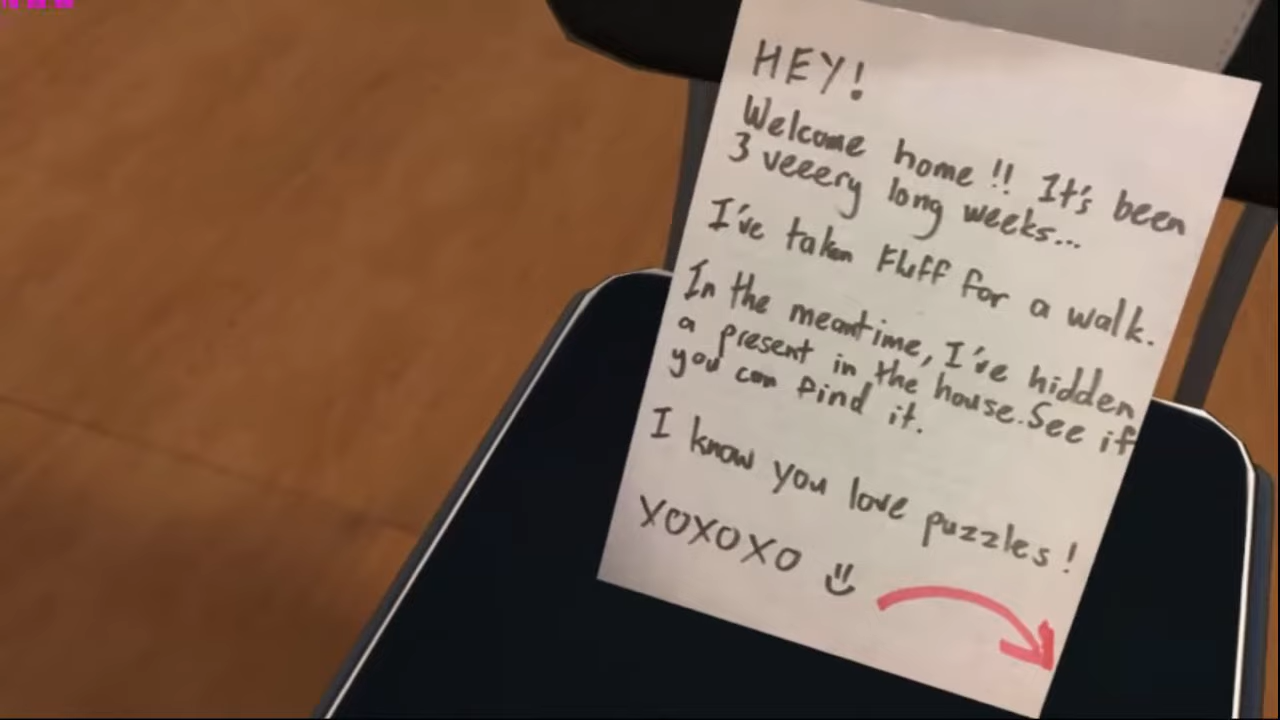 HEY!
Welcome home!! It's been
3 veeery long weeks...
I've taken Fluff for a walk.
In the meantime, I've hidden
a present in the house. See if
you can find it.
I know you love puzzles!
XOXOXO